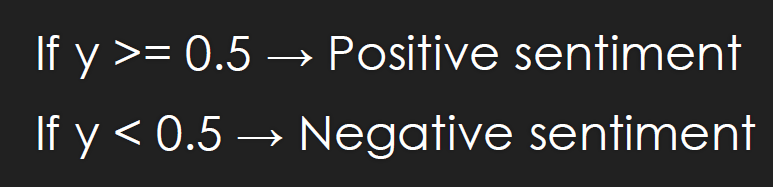 If y >= 0.5 → Positive sentiment
If y < 0.5 → Negative sentiment